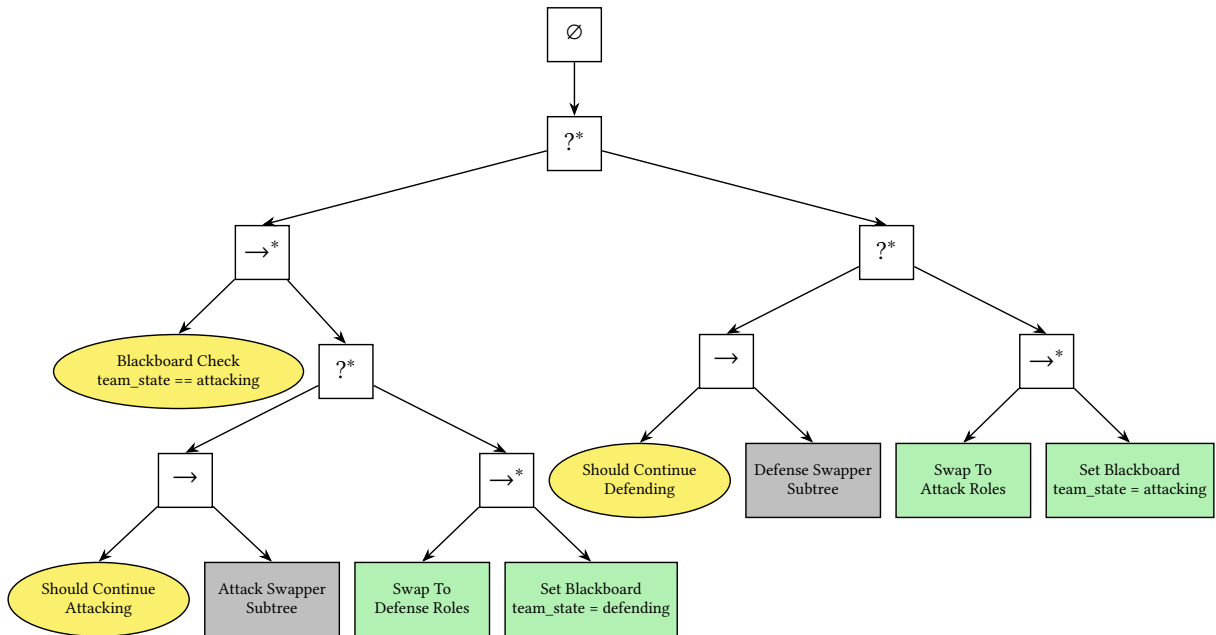 ∅
?*
→*
?*
Blackboard Check
team_state == attacking
?*
→
→*
→
→*
Should Continue
Defending
Defense Swapper
Subtree
Swap To
Attack Roles
Set Blackboard
team_state = attacking
Should Continue
Attacking
Attack Swapper
Subtree
Swap To
Defense Roles
Set Blackboard
team_state = defending